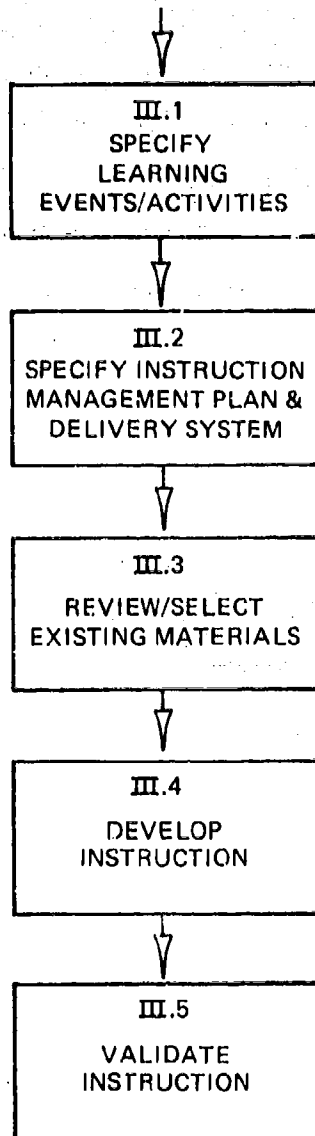 III.1
SPECIFY
LEARNING
EVENTS/ACTIVITIES
III.2
SPECIFY INSTRUCTION
MANAGEMENT PLAN &
DELIVERY SYSTEM
III.3
REVIEW/SELECT
EXISTING MATERIALS
III.4
DEVELOP
INSTRUCTION
III.5
VALIDATE
INSTRUCTION